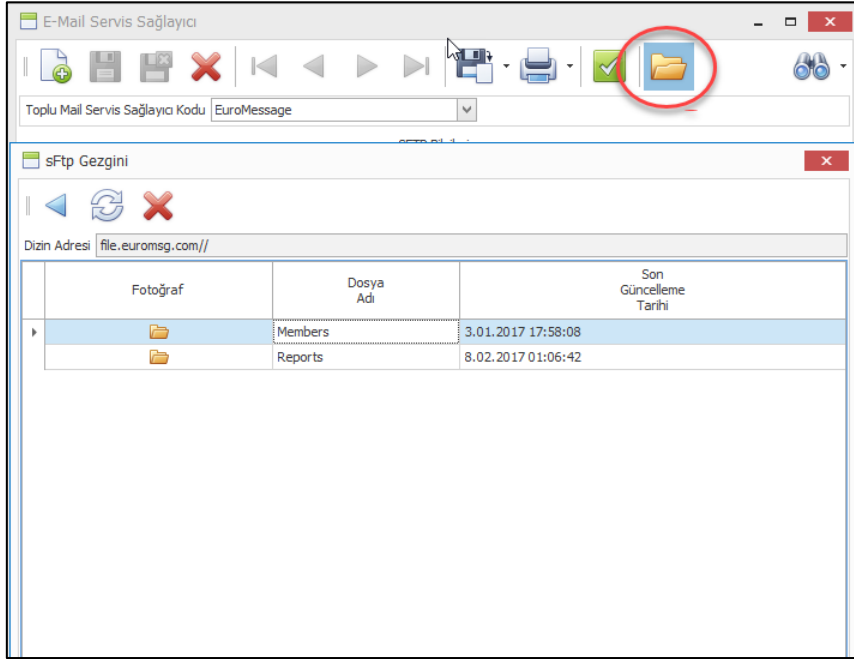 E-Mail Servis Sağlayıcı
Toplu Mail Servis Sağlayıcı Kodu EuroMessage
sFtp Gezgini
Dizin Adresi file.euromsg.com//
Fotoğraf
Dosya
Adı
Son
Güncelleme
Tarihi
Members 3.01.2017 17:58:08
Reports 8.02.2017 01:06:42